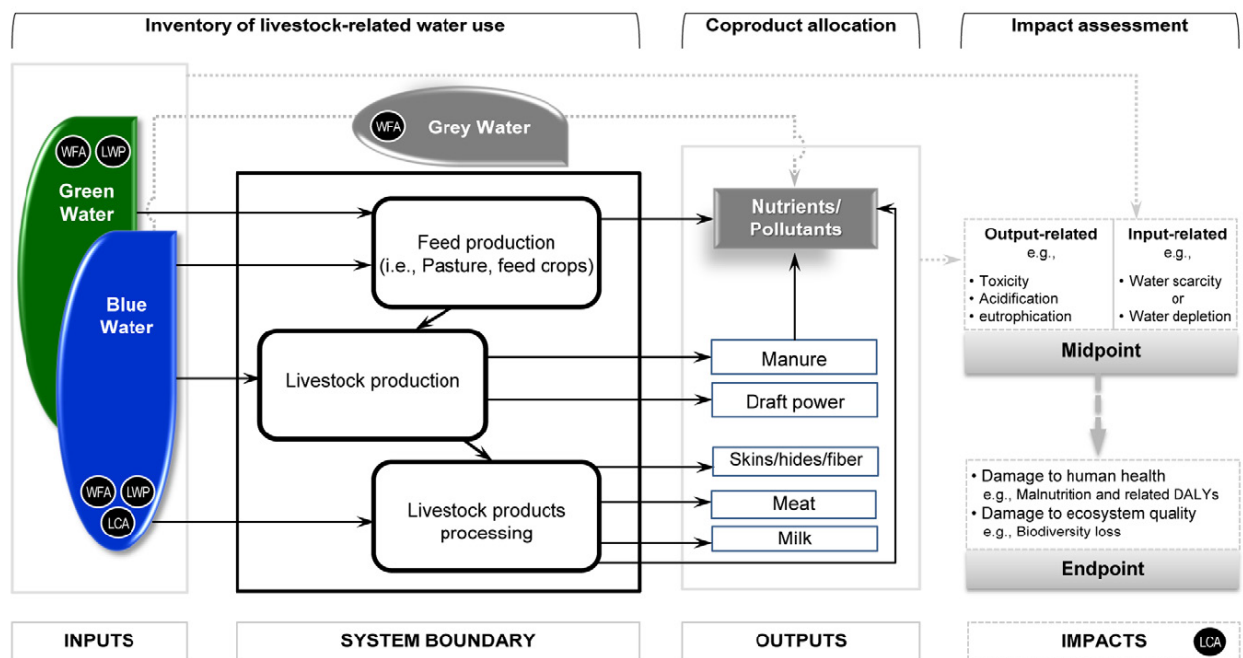 Inventory of livestock-related water use
Coproduct allocation
Impact assessment
WFA
LWP
Green
Water
Blue
Water
WFA
LWP
LCA
WFA
Grey Water
Feed production
(i.e., Pasture, feed crops)
Livestock production
Livestock products
processing
Nutrients/
Pollutants
Manure
Draft power
Skins/hides/fiber
Meat
Milk
Output-related
e.g.,
• Toxicity
• Acidification
• eutrophication
Input-related
e.g.,
• Water scarcity
or
• Water depletion
Midpoint
• Damage to human health
e.g., Malnutrition and related DALYs
• Damage to ecosystem quality
e.g., Biodiversity loss
Endpoint
INPUTS
SYSTEM BOUNDARY
OUTPUTS
IMPACTS
LCA